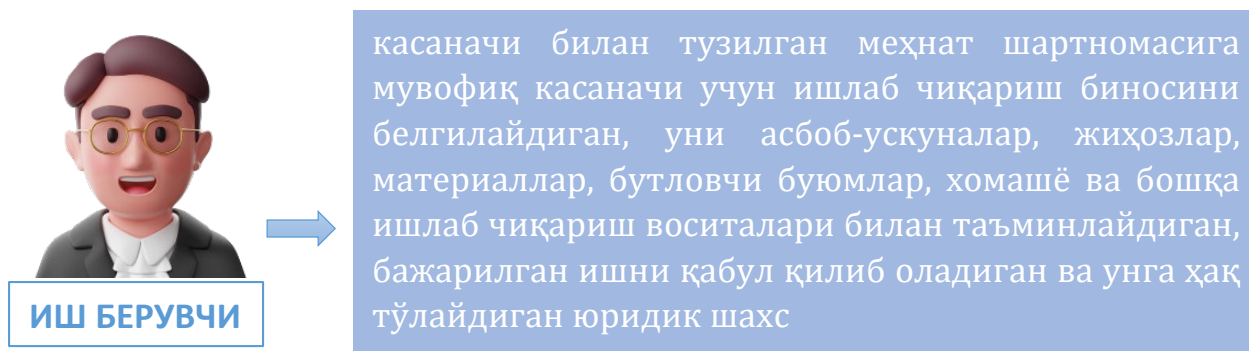 касаначи билан тузилган меҳнат шартномасига
мувофиқ касаначи учун ишлаб чиқариш биносини
белгилайдиган, уни асбоб-ускуналар, жиҳозлар,
материаллар, бутловчи буюмлар, хомашё ва бошқа
ишлаб чиқариш воситалари билан таъминлайдиган,
бажарилган ишни қабул қилиб оладиган ва унга ҳақ
тўлайдиган юридик шахс
ИШ БЕРУВЧИ